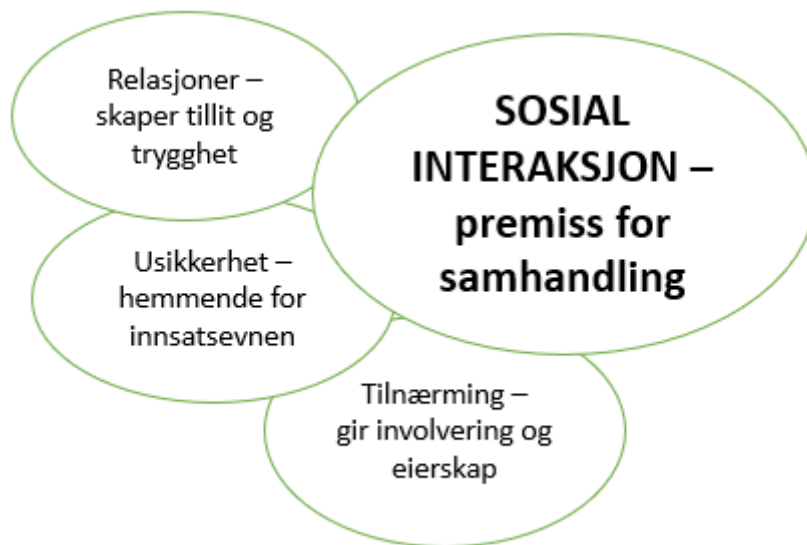 Relasjoner –
skaper tillit og
trygghet
SOSIAL
INTERAKSJON –
premiss for
samhandling
Usikkerhet –
hemmende for
innsatsevnen
Tilnærming –
gir involvering og
eierskap